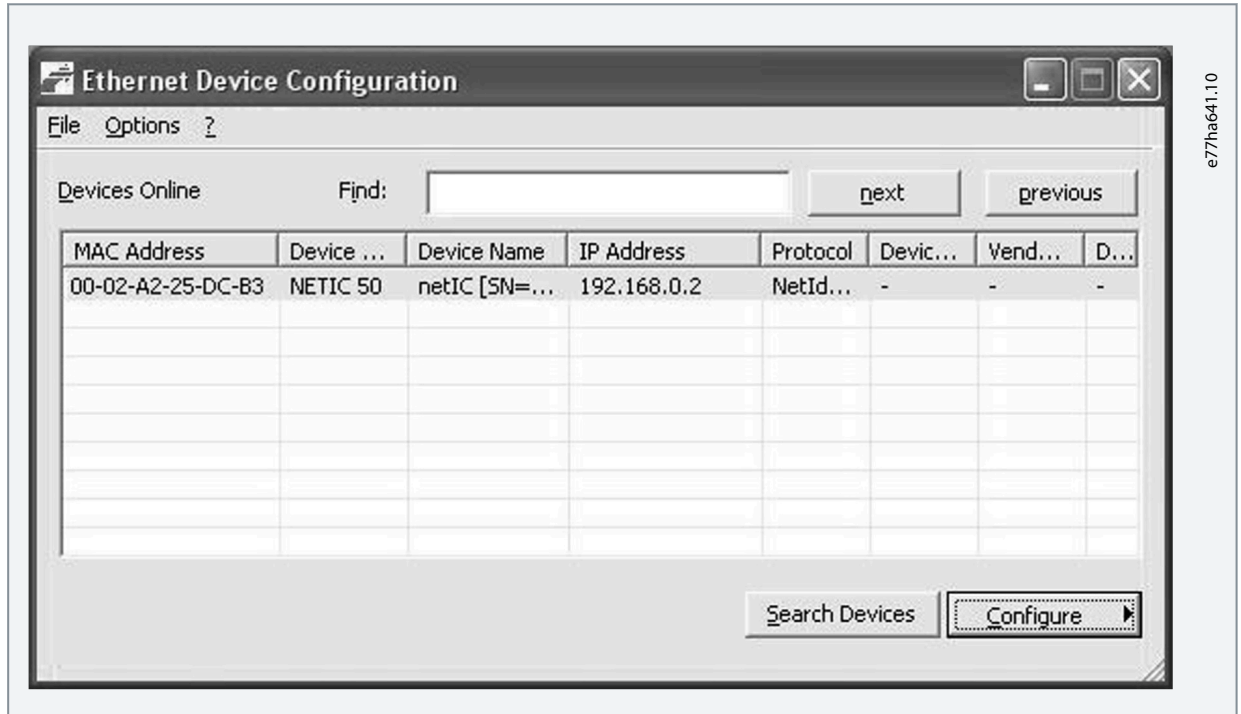 Ethernet Device Configuration
File Options ?
Devices Online Find: next previous
MAC Address Device ... Device Name IP Address Protocol Devic... Vend... D...
00-02-A2-25-DC-B3 NETIC 50 netIC [SN=... 192.168.0.2 NetId... - - -
Search Devices Configure
e77ha641.10